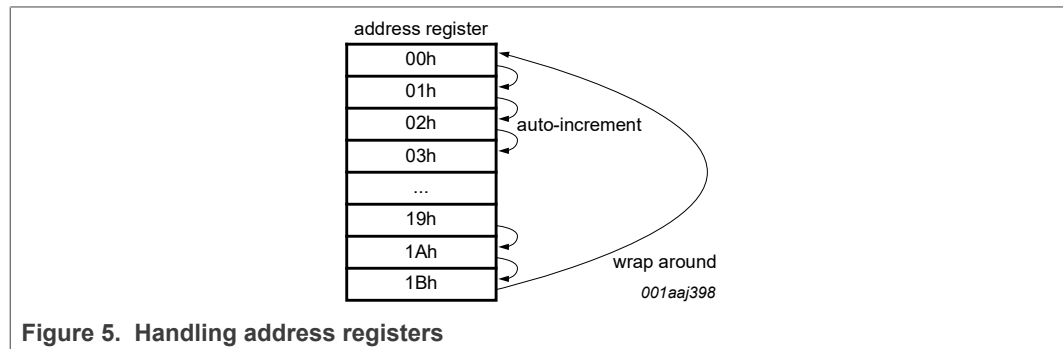 address register
00h
01h
02h
auto-increment
03h
...
19h
1Ah
wrap around
1Bh
001aaj398
Figure 5. Handling address registers